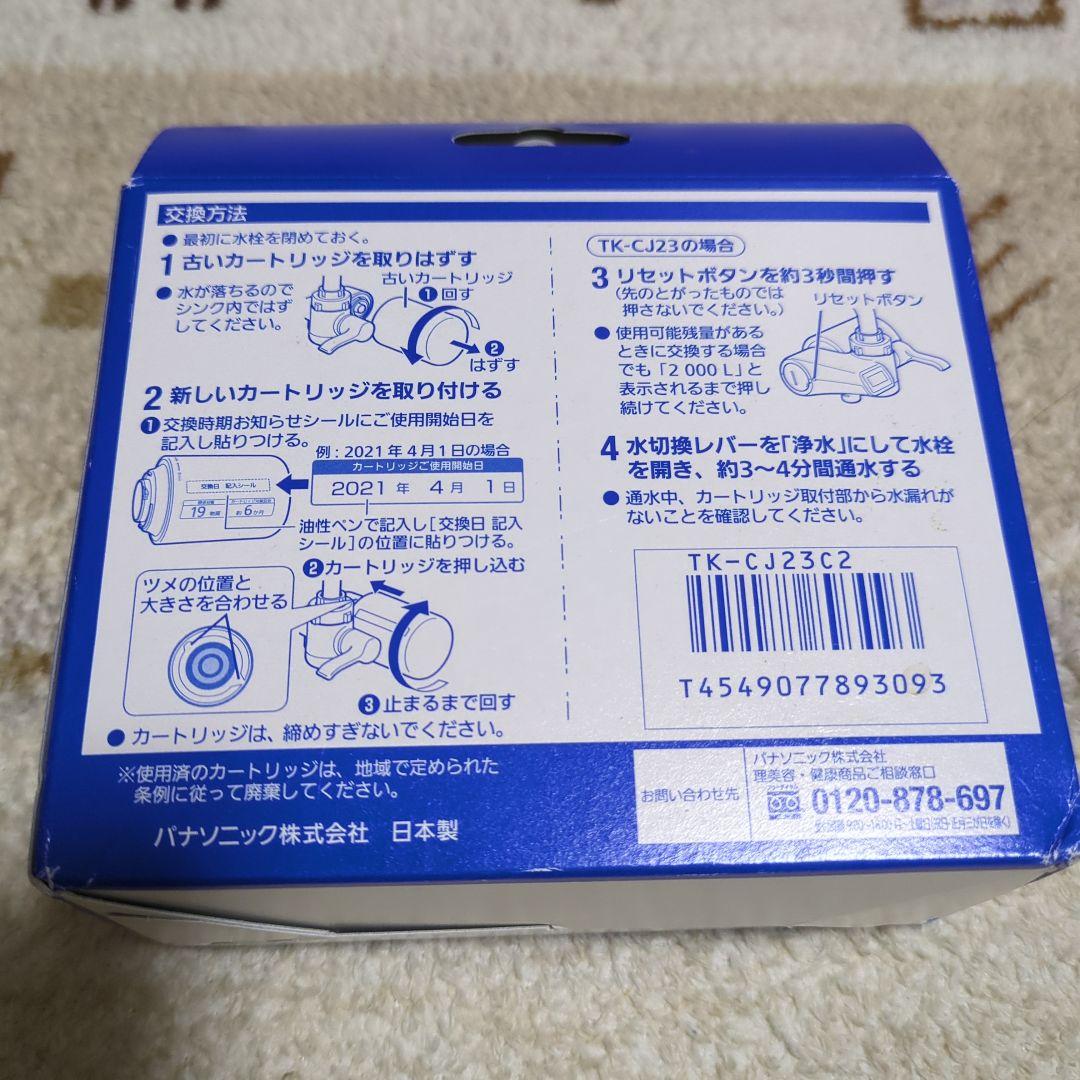 交換方法
● 最初に水栓を閉めておく。
1 古いカートリッジを取りはずす
● 水が落ちるので
シンク内ではず
してください。
古いカートリッジ
❶ 回す
❷
はずす
2 新しいカートリッジを取り付ける
❶ 交換時期お知らせシールにご使用開始日を
記入し貼りつける。
例 : 2021 年 4 月 1 日の場合
カートリッジご使用開始日
2021 年 4 月 1 日
交換日 記入シール
19 物質
約 6 か月
油性ペンで記入し [ 交換日 記入
シール ] の位置に貼りつける。
❷ カートリッジを押し込む
ツメの位置と
大きさを合わせる
❸ 止まるまで回す
● カートリッジは、締めすぎないでください。
TK-CJ23の場合
3 リセットボタンを約3秒間押す
(先のとがったものでは
押さないでください。)
リセットボタン
● 使用可能残量がある
ときに交換する場合
でも「2 000 L」と
表示されるまで押し
続けてください。
4 水切換レバーを「浄水」にして水栓
を開き、約3～4分間通水する
● 通水中、カートリッジ取付部から水漏れが
ないことを確認してください。
TK-CJ23C2
T4549077893093
※使用済のカートリッジは、地域で定められた
条例に従って廃棄してください。
パナソニック株式会社 日本製
お問い合わせ先
パナソニック株式会社
理美容・健康商品ご相談窓口
0120-878-697